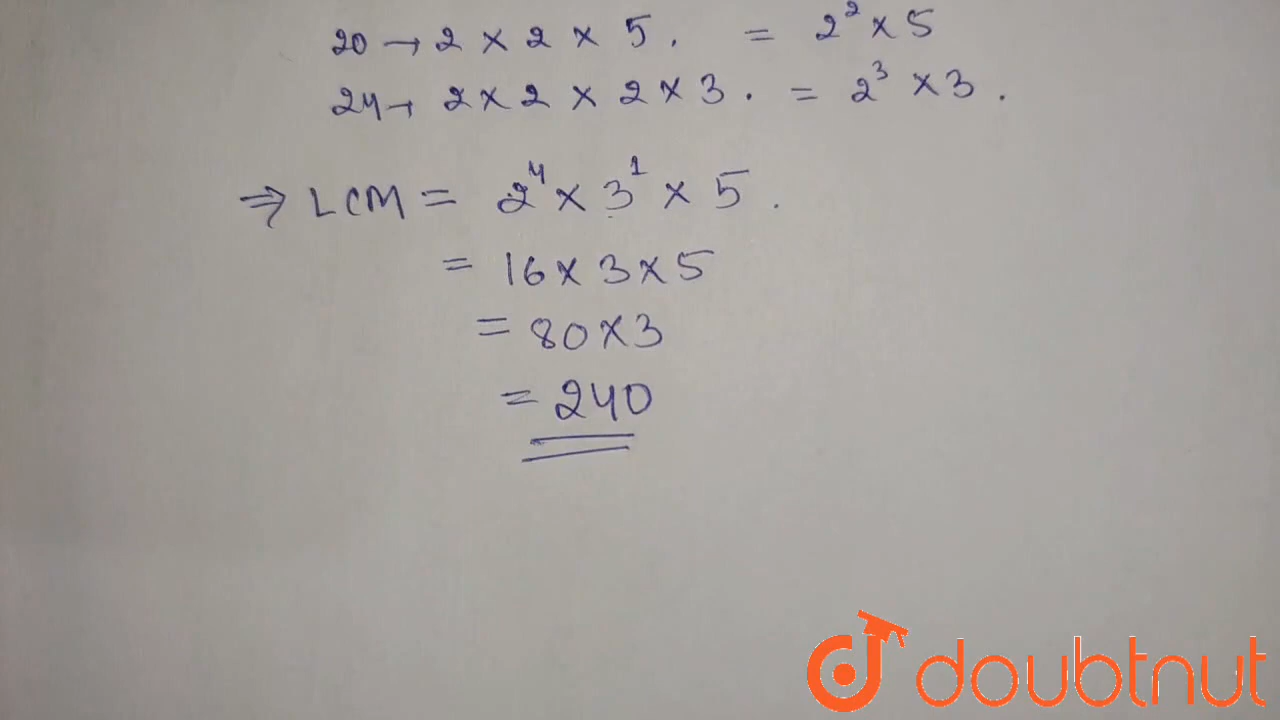 20 → 2 × 2 × 5 . = 2² × 5
24 → 2 × 2 × 2 × 3 . = 2³ × 3 .
⇒ LCM = 2⁴ × 3¹ × 5 .
= 16 × 3 × 5
= 80 × 3
= 240
doubtnut